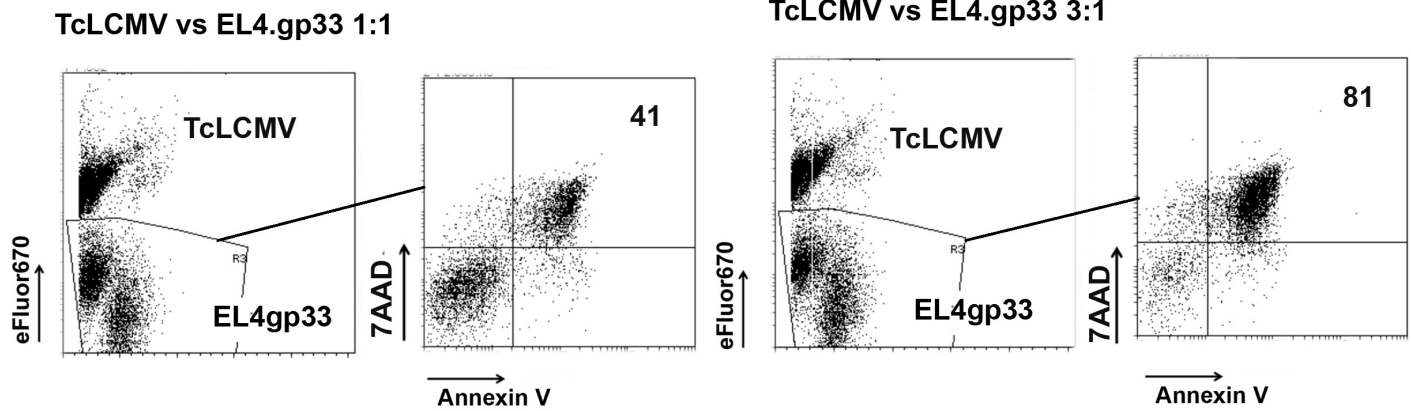 TcLCMV vs EL4.gp33 1:1
TcLCMV
R3
EL4gp33
eFluor670
41
7AAD
Annexin V
TcLCMV vs EL4.gp33 3:1
TcLCMV
R3
EL4gp33
eFluor670
81
7AAD
Annexin V